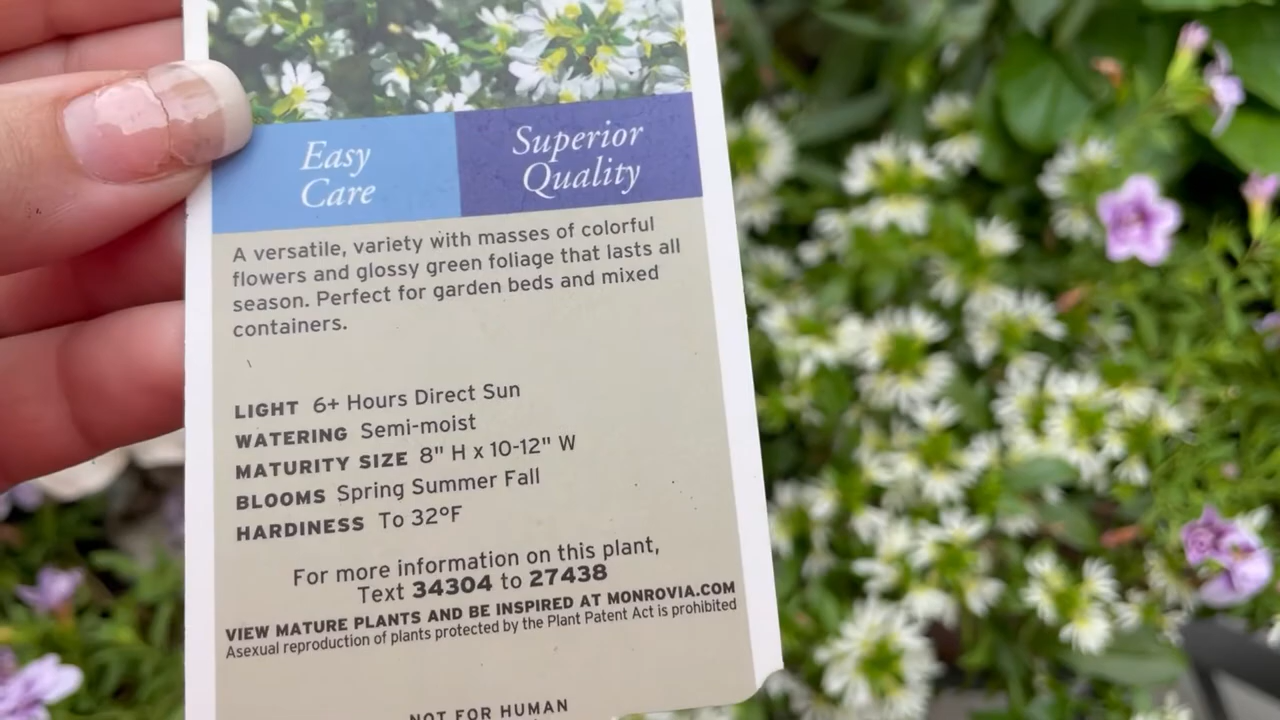 Easy
Care
Superior
Quality
A versatile, variety with masses of colorful
flowers and glossy green foliage that lasts all
season. Perfect for garden beds and mixed
containers.
LIGHT 6+ Hours Direct Sun
WATERING Semi-moist
MATURITY SIZE 8" H x 10-12" W
BLOOMS Spring Summer Fall
HARDINESS To 32°F
For more information on this plant,
Text 34304 to 27438
VIEW MATURE PLANTS AND BE INSPIRED AT MONROVIA.COM
Asexual reproduction of plants protected by the Plant Patent Act is prohibited
NOT FOR HUMAN